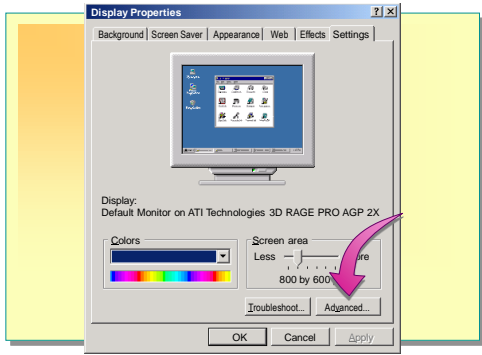 Display Properties
Background Screen Saver Appearance Web Effects Settings
Display:
Default Monitor on ATI Technologies 3D RAGE PRO AGP 2X
Colors
Screen area
Less
800 by 600
Troubleshoot...
Advanced...
OK Cancel Apply